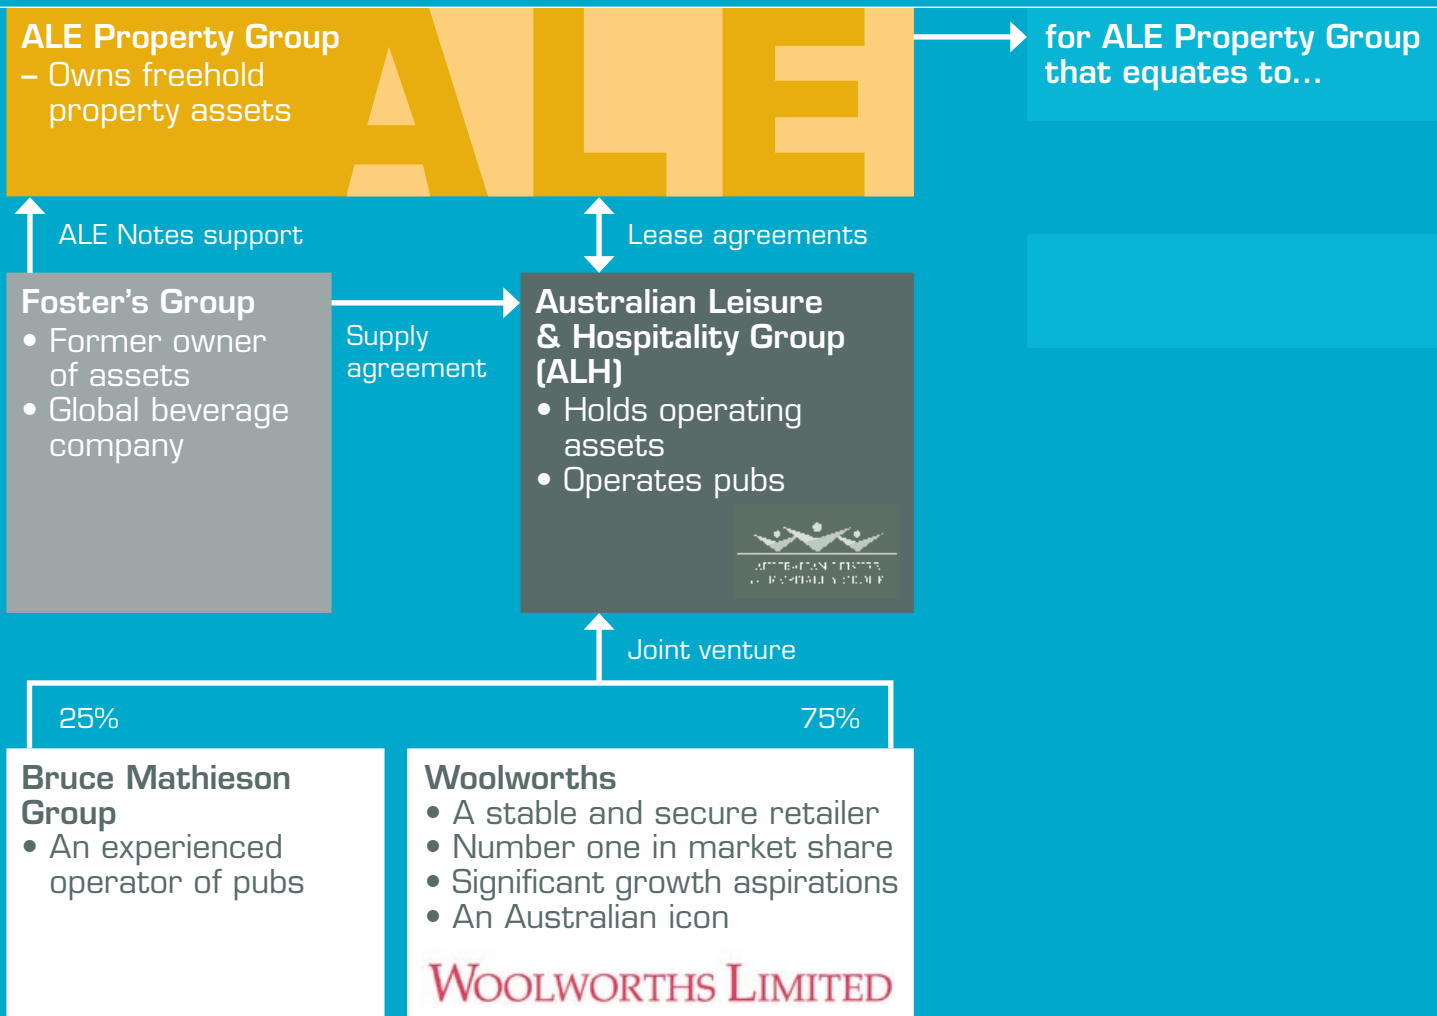 ALE Property Group
– Owns freehold
property assets
ALE
for ALE Property Group
that equates to...
ALE Notes support
Lease agreements
Foster's Group
• Former owner
of assets
• Global beverage
company
Supply
agreement
Australian Leisure
& Hospitality Group
(ALH)
• Holds operating
assets
• Operates pubs
Joint venture
25%
75%
Bruce Mathieson
Group
• An experienced
operator of pubs
Woolworths
• A stable and secure retailer
• Number one in market share
• Significant growth aspirations
• An Australian icon
WOOLWORTHS LIMITED